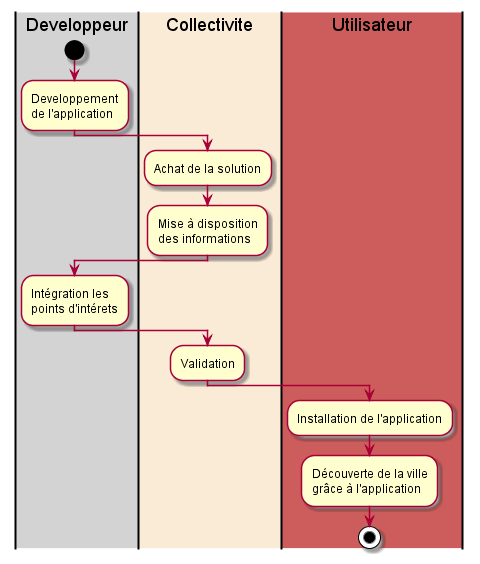 Developpeur
Collectivite
Utilisateur
Developpement
de l'application
Achat de la solution
Mise à disposition
des informations
Intégration les
points d'intérets
Validation
Installation de l'application
Découverte de la ville
grâce à l'application